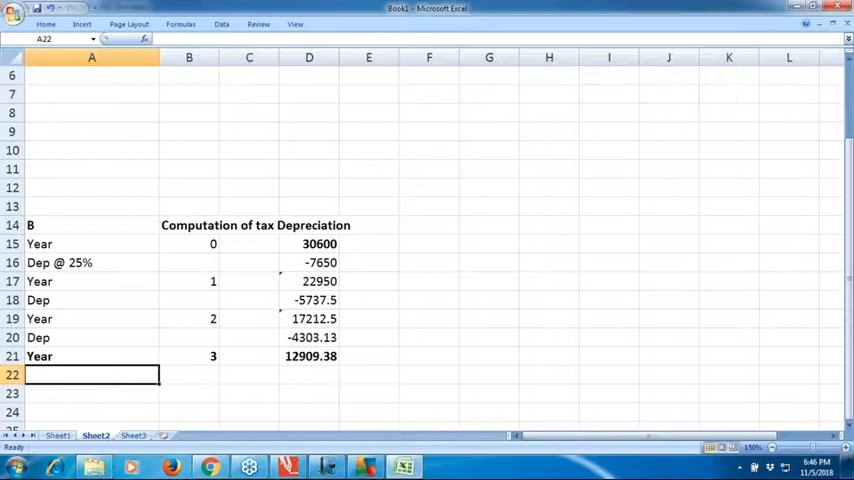 Book1 - Microsoft Excel
Home Insert Page Layout Formulas Data Review View
A22 fx
A B C D E F G H I J K L
6
7
8
9
10
11
12
13
14 B Computation of tax Depreciation
15 Year 0 30600
16 Dep @ 25% -7650
17 Year 1 22950
18 Dep -5737.5
19 Year 2 17212.5
20 Dep -4303.13
21 Year 3 12909.38
22
23
24
25
Sheet1 Sheet2 Sheet3
Ready 150%
6:46 PM
11/5/2018